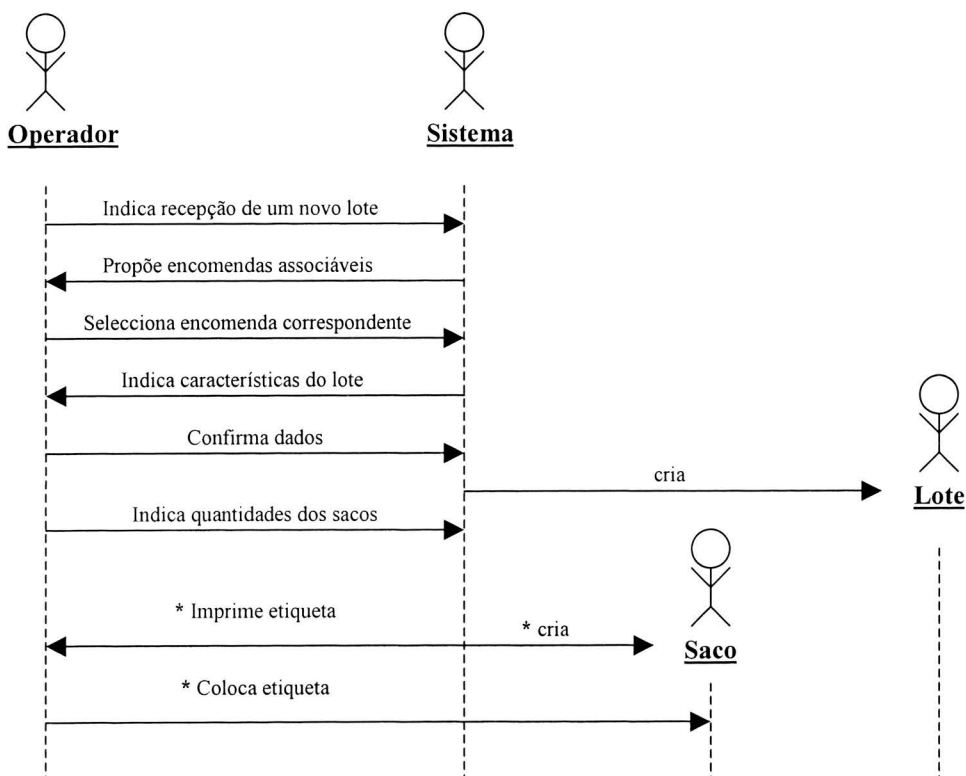 Operador
Sistema
Indica recepção de um novo lote
Propõe encomendas associáveis
Selecciona encomenda correspondente
Indica características do lote
Confirma dados
cria
Lote
Indica quantidades dos sacos
* Imprime etiqueta
* cria
Saco
* Coloca etiqueta